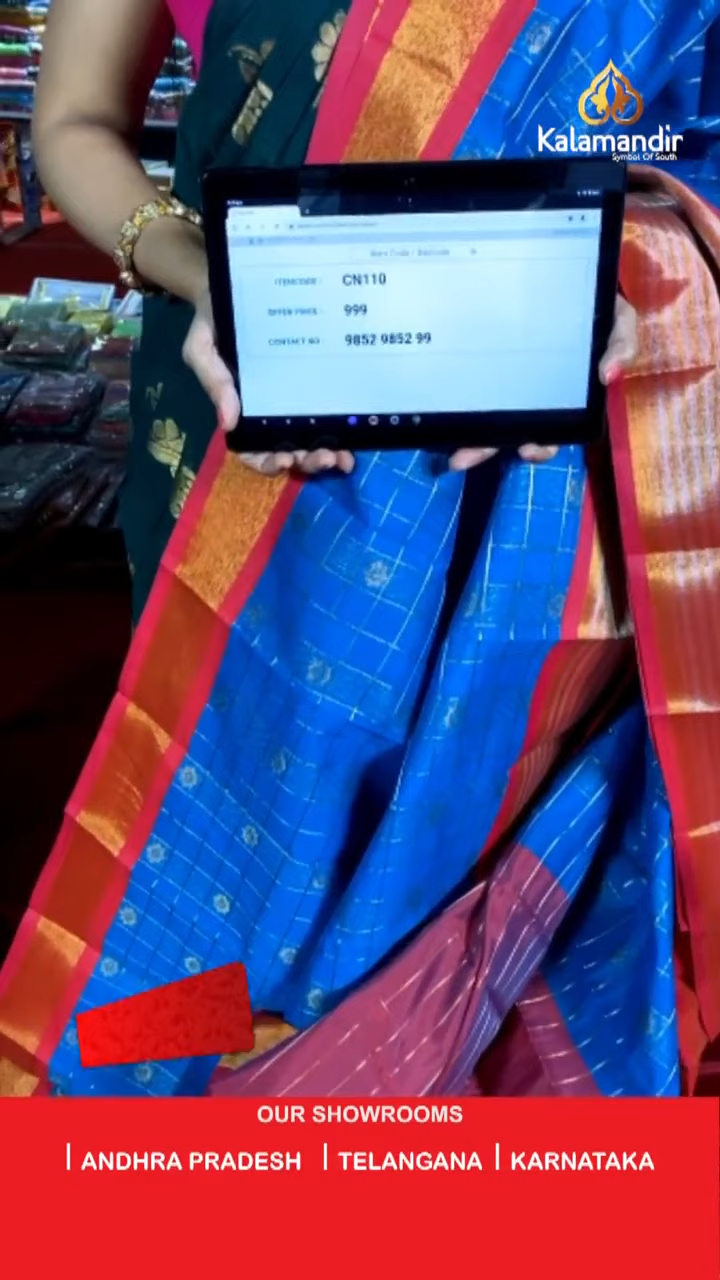 Kalamandir
Symbol Of South
ITEMCODE : CN110
OFFER PRICE : 999
CONTACT NO : 9852 9852 99
OUR SHOWROOMS
| ANDHRA PRADESH | TELANGANA | KARNATAKA